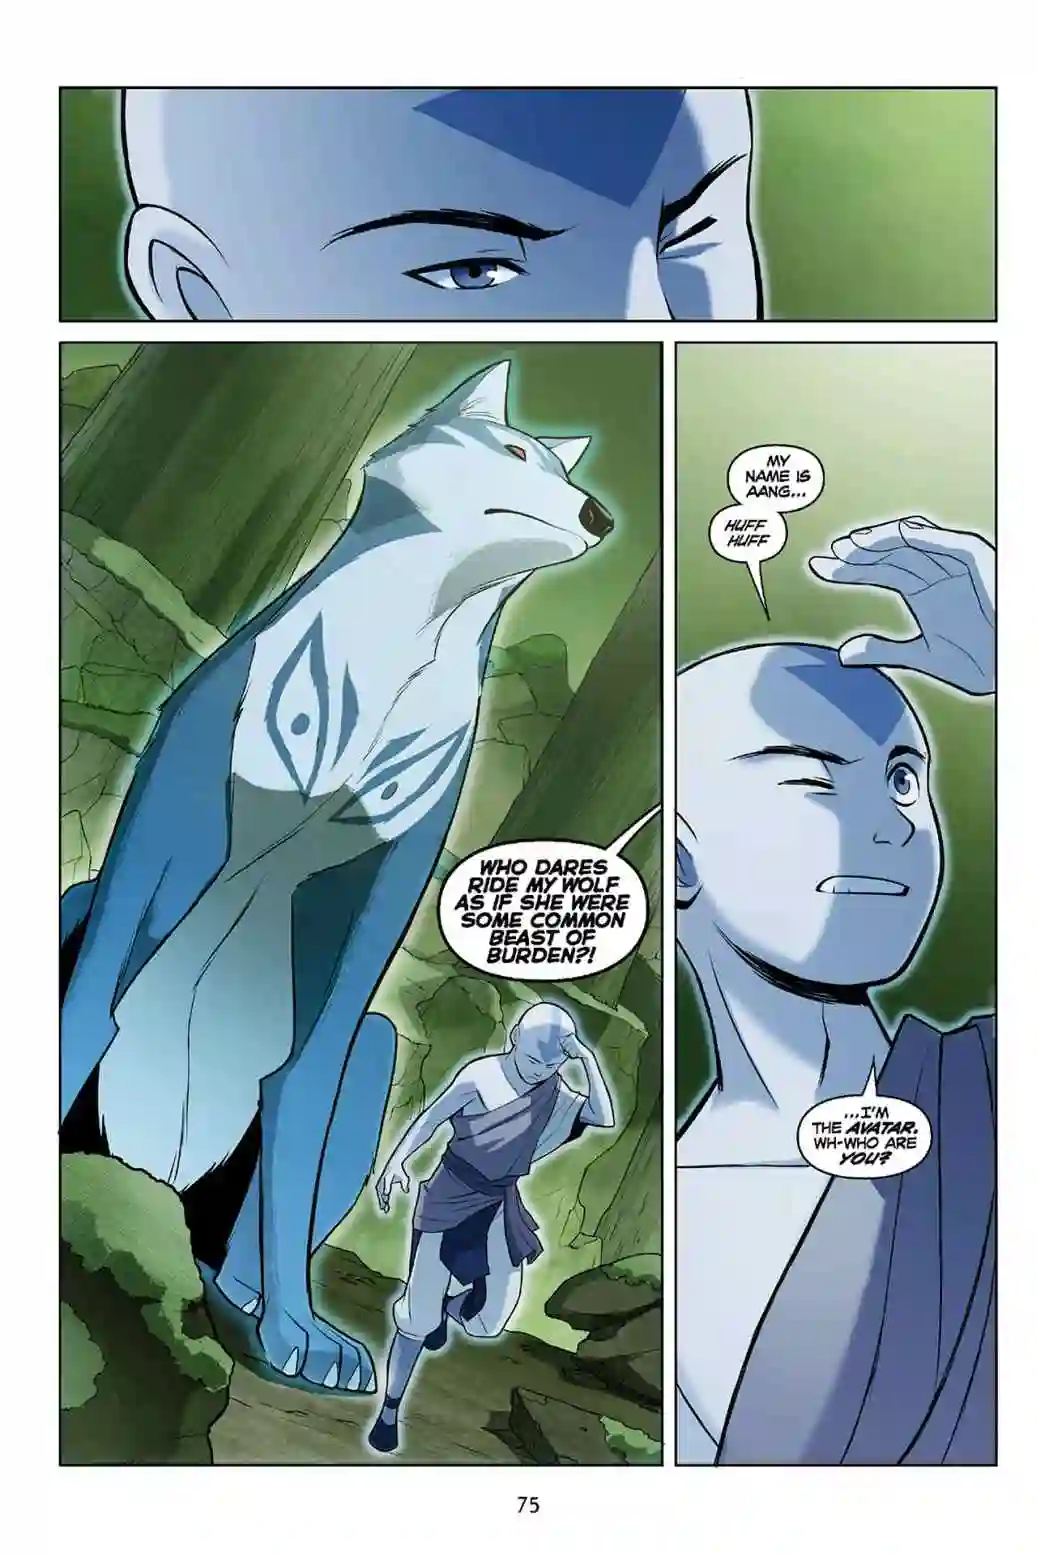 WHO DARES
RIDE MY WOLF
AS IF SHE WERE
SOME COMMON
BEAST OF
BURDEN?!
MY
NAME IS
AANG...
HUFF
HUFF
...I'M
THE AVATAR.
WH-WHO ARE
YOU?
75